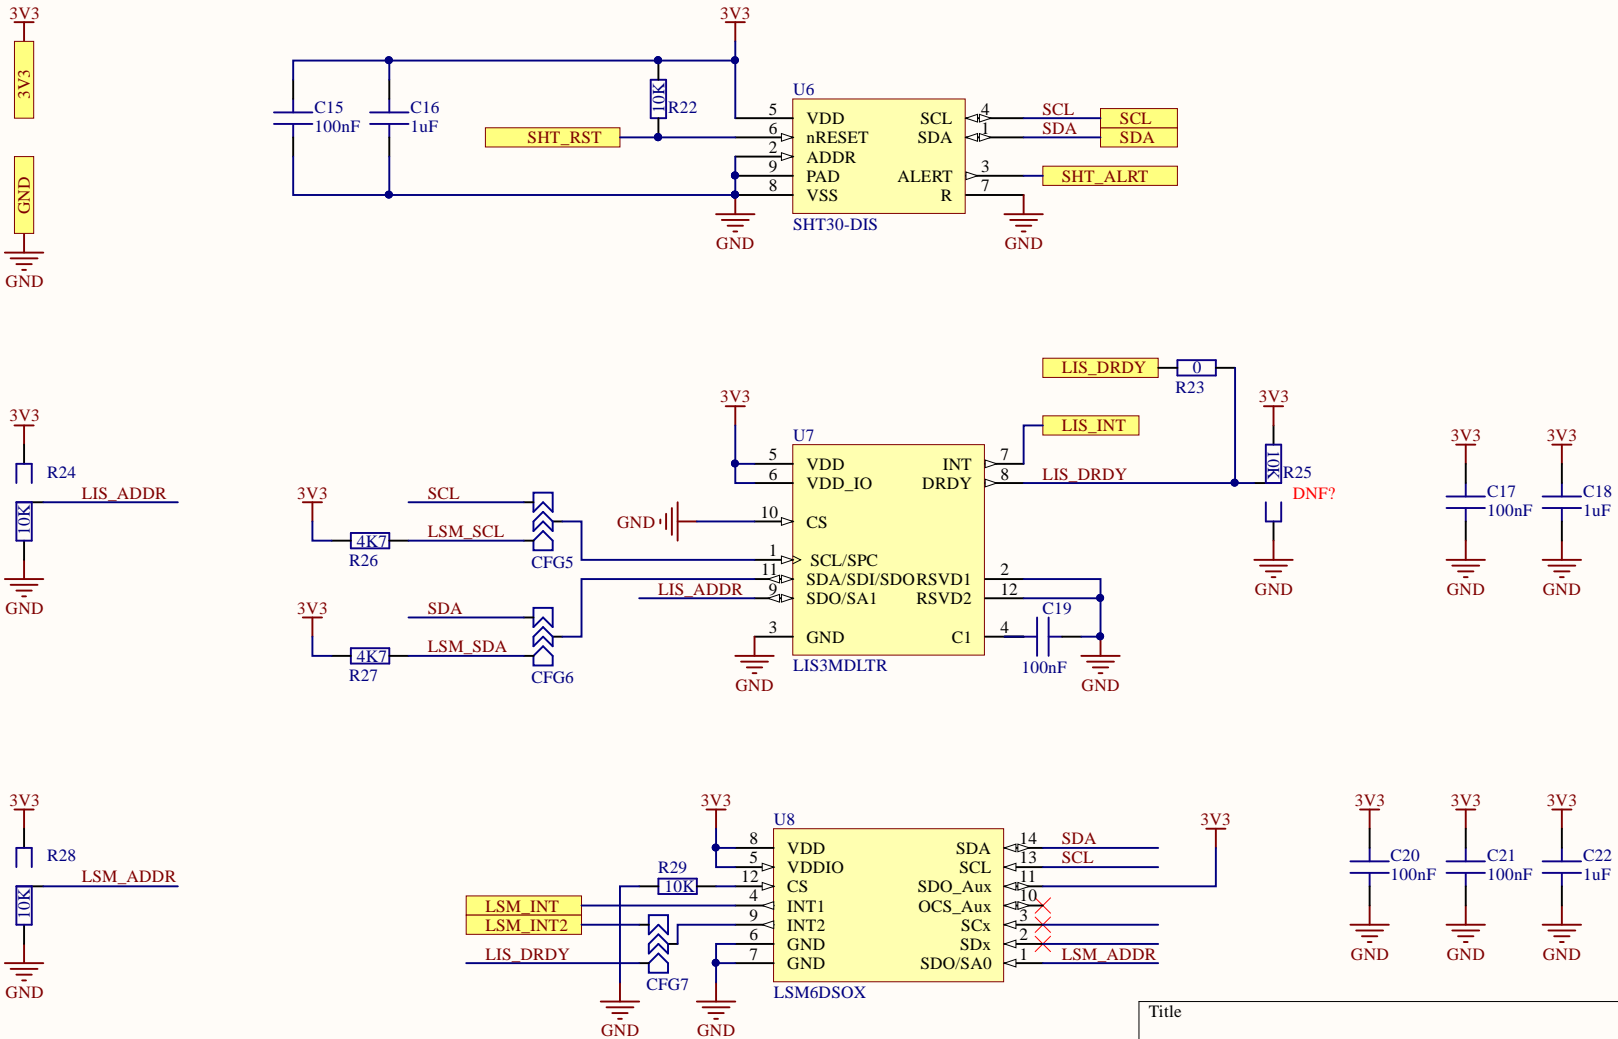 3V3
3V3
GND
GND
3V3
C15
100nF
C16
1uF
10K
R22
SHT_RST
U6
5 VDD
6 nRESET
2 ADDR
9 PAD
8 VSS
SCL 4 SCL SCL
SDA 1 SDA SDA
ALERT 3 SHT_ALRT
R 7
SHT30-DIS
GND
GND
LIS_DRDY 0
R23
3V3
R24
LIS_ADDR
10K
GND
3V3
SCL
LSM_SCL
4K7
R26
CFG5
3V3
SDA
LSM_SDA
4K7
R27
CFG6
3V3
U7
5 VDD
6 VDD_IO
GND 10 CS
1 SCL/SPC
11 SDA/SDI/SDO
LIS_ADDR 9 SDO/SA1
3 GND
INT 7 LIS_INT
DRDY 8 LIS_DRDY
RSVD1 2
RSVD2 12
C1 4
C19
100nF
LIS3MDLTR
GND
GND
3V3
10K
R25
DNF?
GND
3V3
C17
100nF
GND
3V3
C18
1uF
GND
3V3
R28
LSM_ADDR
10K
GND
3V3
U8
8 VDD
5 VDDIO
R29
10K
12 CS
LSM_INT 4 INT1
LSM_INT2 9 INT2
6 GND
LIS_DRDY 7 GND
CFG7
SDA 14 SDA
SCL 13 SCL
SDO_Aux 11
3V3
OCS_Aux 10
SCx 3
SDx 2
SDO/SA0 1 LSM_ADDR
LSM6DSOX
GND
GND
3V3
C20
100nF
GND
3V3
C21
100nF
GND
3V3
C22
1uF
GND
Title